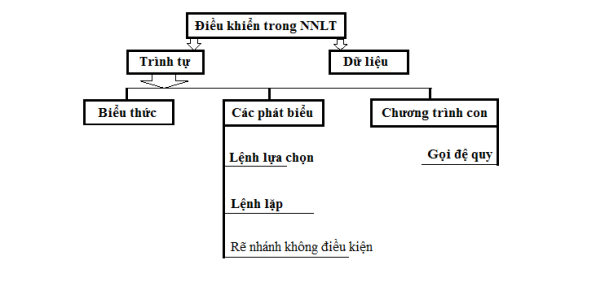 Điều khiển trong NNLT
Trình tự
Dữ liệu
Biểu thức
Các phát biểu
Chương trình con
Lệnh lựa chọn
Gọi đệ quy
Lệnh lặp
Rẽ nhánh không điều kiện